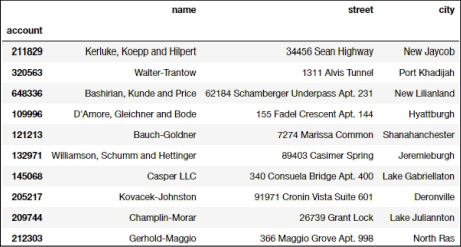 name street city
account
211829 Kerluke, Koepp and Hilpert 34456 Sean Highway New Jaycob
320563 Walter-Trantow 1311 Alvis Tunnel Port Khadijah
648336 Bashirian, Kunde and Price 62184 Schamberger Underpass Apt. 231 New Lilianland
109996 D'Amore, Gleichner and Bode 155 Fadel Crescent Apt. 144 Hyattburgh
121213 Bauch-Goldner 7274 Marissa Common Shanahanchester
132971 Williamson, Schumm and Hettinger 89403 Casimer Spring Jeremieburgh
145068 Casper LLC 340 Consuela Bridge Apt. 400 Lake Gabriellaton
205217 Kovacek-Johnston 91971 Cronin Vista Suite 601 Deronville
209744 Champlin-Morar 26739 Grant Lock Lake Juliannton
212303 Gerhold-Maggio 366 Maggio Grove Apt. 998 North Ras